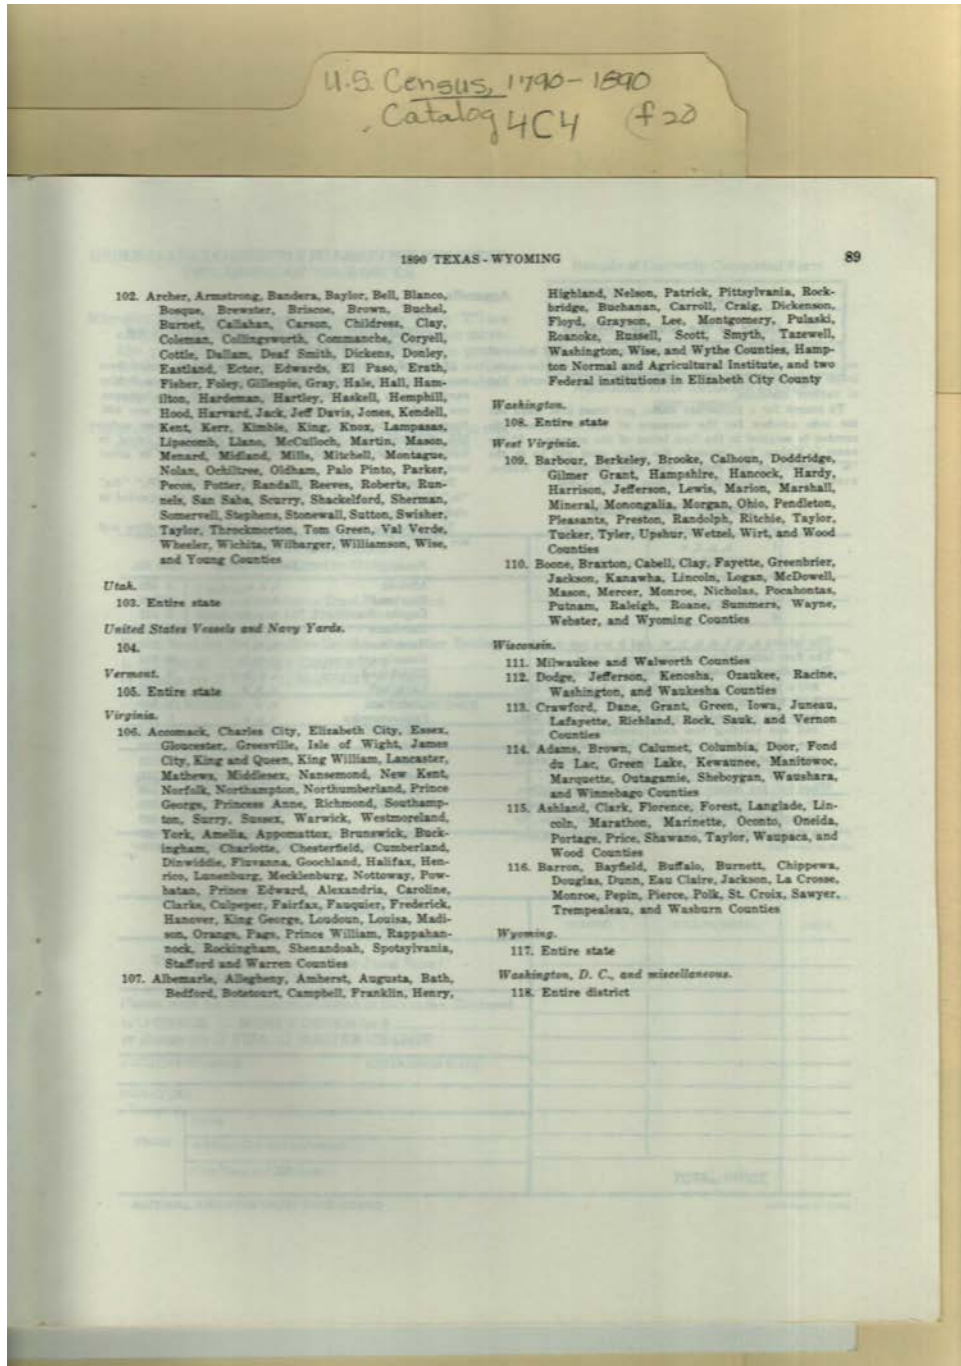 U.S. Census, 1790-1890
Catalog 4C4 (f20
1890 TEXAS - WYOMING
89
102. Archer, Armstrong, Bandera, Baylor, Bell, Blanco,
Bosque, Brewster, Briscoe, Brown, Buchel,
Burnet, Callahan, Carson, Childress, Clay,
Coleman, Collingsworth, Commanche, Coryell,
Cottle, Dallam, Deaf Smith, Dickens, Donley,
Eastland, Ector, Edwards, El Paso, Erath,
Fisher, Foley, Gillespie, Gray, Hale, Hall, Ham-
ilton, Hardeman, Hartley, Haskell, Hemphill,
Hood, Harvard, Jack, Jeff Davis, Jones, Kendell,
Kent, Kerr, Kimble, King, Knox, Lampasas,
Lipscomb, Llano, McCulloch, Martin, Mason,
Menard, Midland, Mills, Mitchell, Montague,
Nolan, Ochiltree, Oldham, Palo Pinto, Parker,
Pecos, Potter, Randall, Reeves, Roberts, Run-
nels, San Saba, Scurry, Shackelford, Sherman,
Somervell, Stephens, Stonewall, Sutton, Swisher,
Taylor, Throckmorton, Tom Green, Val Verde,
Wheeler, Wichita, Wilbarger, Williamson, Wise,
and Young Counties
Utah.
103. Entire state
United States Vessels and Navy Yards.
104.
Vermont.
105. Entire state
Virginia.
106. Accomack, Charles City, Elizabeth City, Essex,
Gloucester, Greesville, Isle of Wight, James
City, King and Queen, King William, Lancaster,
Mathews, Middlesex, Nansemond, New Kent,
Norfolk, Northampton, Northumberland, Prince
George, Princess Anne, Richmond, Southamp-
ton, Surry, Sussex, Warwick, Westmoreland,
York, Amelia, Appomattox, Brunswick, Buck-
ingham, Charlotte, Chesterfield, Cumberland,
Dinwiddie, Fluvanna, Goochland, Halifax, Hen-
rico, Lunenburg, Mecklenburg, Nottoway, Pow-
hatan, Prince Edward, Alexandria, Caroline,
Clarke, Culpeper, Fairfax, Fauquier, Frederick,
Hanover, King George, Loudoun, Louisa, Madi-
son, Orange, Page, Prince William, Rappahan-
nock, Rockingham, Shenandoah, Spotsylvania,
Stafford and Warren Counties
107. Albemarle, Allegheny, Amherst, Augusta, Bath,
Bedford, Botetourt, Campbell, Franklin, Henry,
Highland, Nelson, Patrick, Pittsylvania, Rock-
bridge, Buchanan, Carroll, Craig, Dickenson,
Floyd, Grayson, Lee, Montgomery, Pulaski,
Roanoke, Russell, Scott, Smyth, Tazewell,
Washington, Wise, and Wythe Counties, Hamp-
ton Normal and Agricultural Institute, and two
Federal institutions in Elizabeth City County
Washington.
108. Entire state
West Virginia.
109. Barbour, Berkeley, Brooke, Calhoun, Doddridge,
Gilmer Grant, Hampshire, Hancock, Hardy,
Harrison, Jefferson, Lewis, Marion, Marshall,
Mineral, Monongalia, Morgan, Ohio, Pendleton,
Pleasants, Preston, Randolph, Ritchie, Taylor,
Tucker, Tyler, Upshur, Wetzel, Wirt, and Wood
Counties
110. Boone, Braxton, Cabell, Clay, Fayette, Greenbrier,
Jackson, Kanawha, Lincoln, Logan, McDowell,
Mason, Mercer, Monroe, Nicholas, Pocahontas,
Putnam, Raleigh, Roane, Summers, Wayne,
Webster, and Wyoming Counties
Wisconsin.
111. Milwaukee and Walworth Counties
112. Dodge, Jefferson, Kenosha, Ozaukee, Racine,
Washington, and Waukesha Counties
113. Crawford, Dane, Grant, Green, Iowa, Juneau,
Lafayette, Richland, Rock, Sauk, and Vernon
Counties
114. Adams, Brown, Calumet, Columbia, Door, Fond
du Lac, Green Lake, Kewaunee, Manitowoc,
Marquette, Outagamie, Sheboygan, Waushara,
and Winnebago Counties
115. Ashland, Clark, Florence, Forest, Langlade, Lin-
coln, Marathon, Marinette, Oconto, Oneida,
Portage, Price, Shawano, Taylor, Waupaca, and
Wood Counties
116. Barron, Bayfield, Buffalo, Burnett, Chippewa,
Douglas, Dunn, Eau Claire, Jackson, La Crosse,
Monroe, Pepin, Pierce, Polk, St. Croix, Sawyer,
Trempealeau, and Wasburn Counties
Wyoming.
117. Entire state
Washington, D. C., and miscellaneous.
118. Entire district